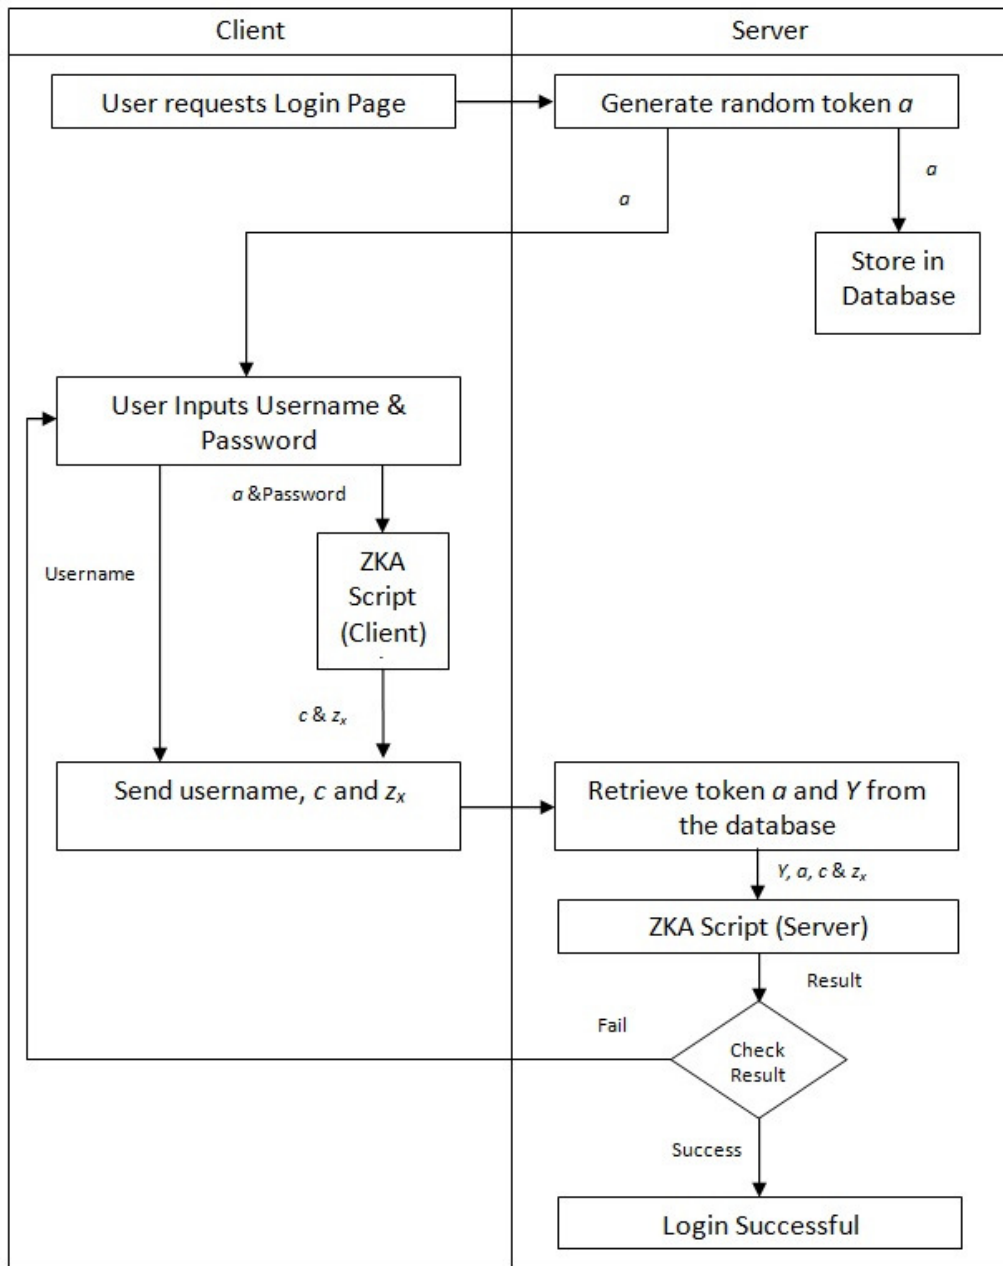 Client
Server
User requests Login Page
Generate random token a
a
a
Store in
Database
User Inputs Username &
Password
a &Password
Username
ZKA
Script
(Client)
c & zₓ
Send username, c and zₓ
Retrieve token a and Y from
the database
Y, a, c & zₓ
ZKA Script (Server)
Result
Fail
Check
Result
Success
Login Successful